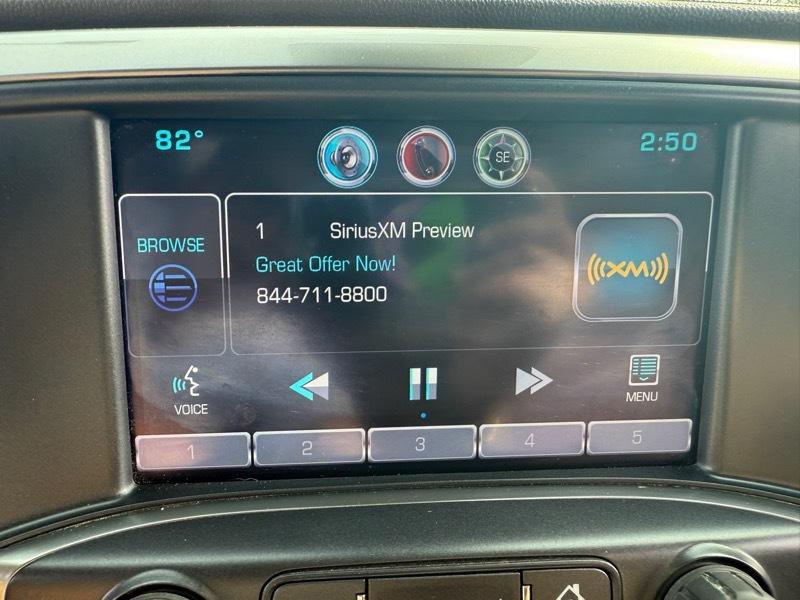 82°
SE
2:50
BROWSE
1 SiriusXM Preview
Great Offer Now!
844-711-8800
XM
VOICE
MENU
1 2 3 4 5